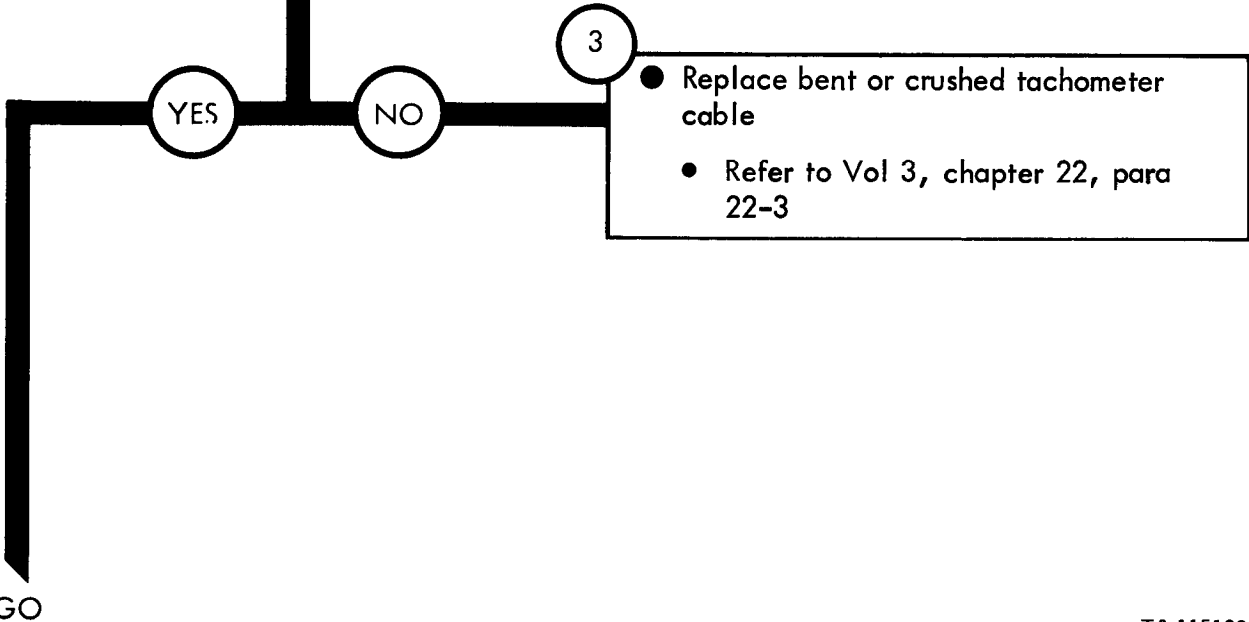 3
● Replace bent or crushed tachometer
cable
YES
NO
● Refer to Vol 3, chapter 22, para
22-3
GO